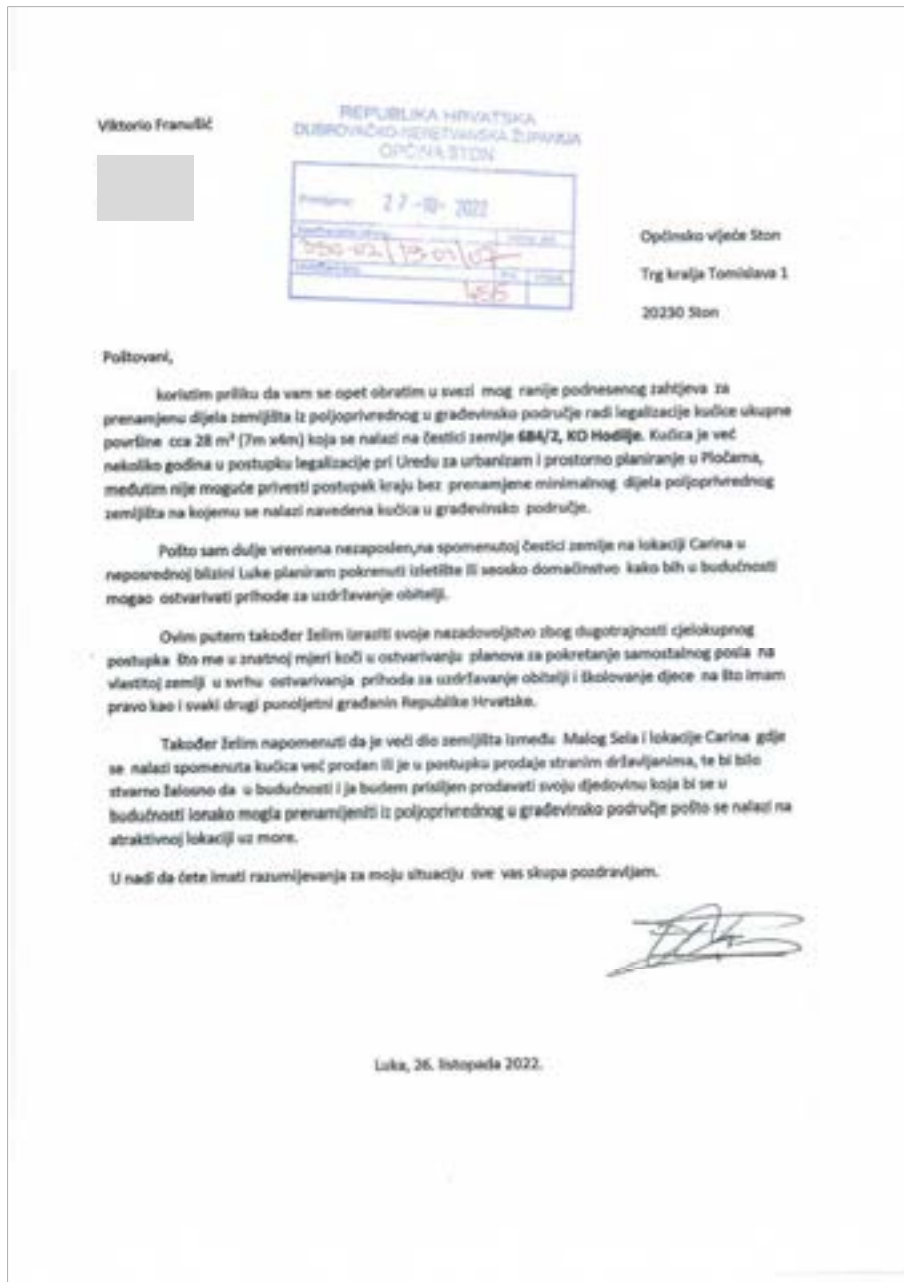 Viktorio Franušić
REPUBLIKA HRVATSKA
DUBROVAČKO-NERETVANSKA ŽUPANIJA
OPĆINA STON
27-10-2022
Općinsko vijeće Ston
Trg kralja Tomislava 1
20230 Ston
Poštovani,
koristim priliku da vam se opet obratim u svezi mog ranije podnesenog zahtjeva za
prenamjenu dijela zemljišta iz poljoprivrednog u građevinsko područje radi legalizacije kućice ukupne
površine cca 28 m² (7m x4m) koja se nalazi na čestici zemlje 684/2, KO Hodilje. Kućica je već
nekoliko godina u postupku legalizacije pri Uredu za urbanizam i prostorno planiranje u Pločama,
međutim nije moguće privesti postupak kraju bez prenamjene minimalnog dijela poljoprivrednog
zemljišta na kojemu se nalazi navedena kućica u građevinsko područje.
Pošto sam dulje vremena nezaposlen,na spomenutoj čestici zemlje na lokaciji Carina u
neposrednoj blizini Luke planiram pokrenuti izletište ili seosko domaćinstvo kako bih u budućnosti
mogao ostvarivati prihode za uzdržavanje obitelji.
Ovim putem također želim izraziti svoje nezadovoljstvo zbog dugotrajnosti cjelokupnog
postupka što me u znatnoj mjeri koči u ostvarivanju planova za pokretanje samostalnog posla na
vlastitoj zemlji u svrhu ostvarivanja prihoda za uzdržavanje obitelji i školovanje djece na što imam
pravo kao i svaki drugi punoljetni građanin Republike Hrvatske.
Također želim napomenuti da je veći dio zemljišta između Malog Sela i lokacije Carina gdje
se nalazi spomenuta kućica već prodan ili je u postupku prodaje stranim državljanima, te bi bilo
stvarno žalosno da u budućnosti i ja budem prisiljen prodavati svoju djedovinu koja bi se u
budućnosti ionako mogla prenamijeniti iz poljoprivrednog u građevinsko područje pošto se nalazi na
atraktivnoj lokaciji uz more.
U nadi da ćete imati razumijevanja za moju situaciju sve vas skupa pozdravljam.
Luka, 26. listopada 2022.